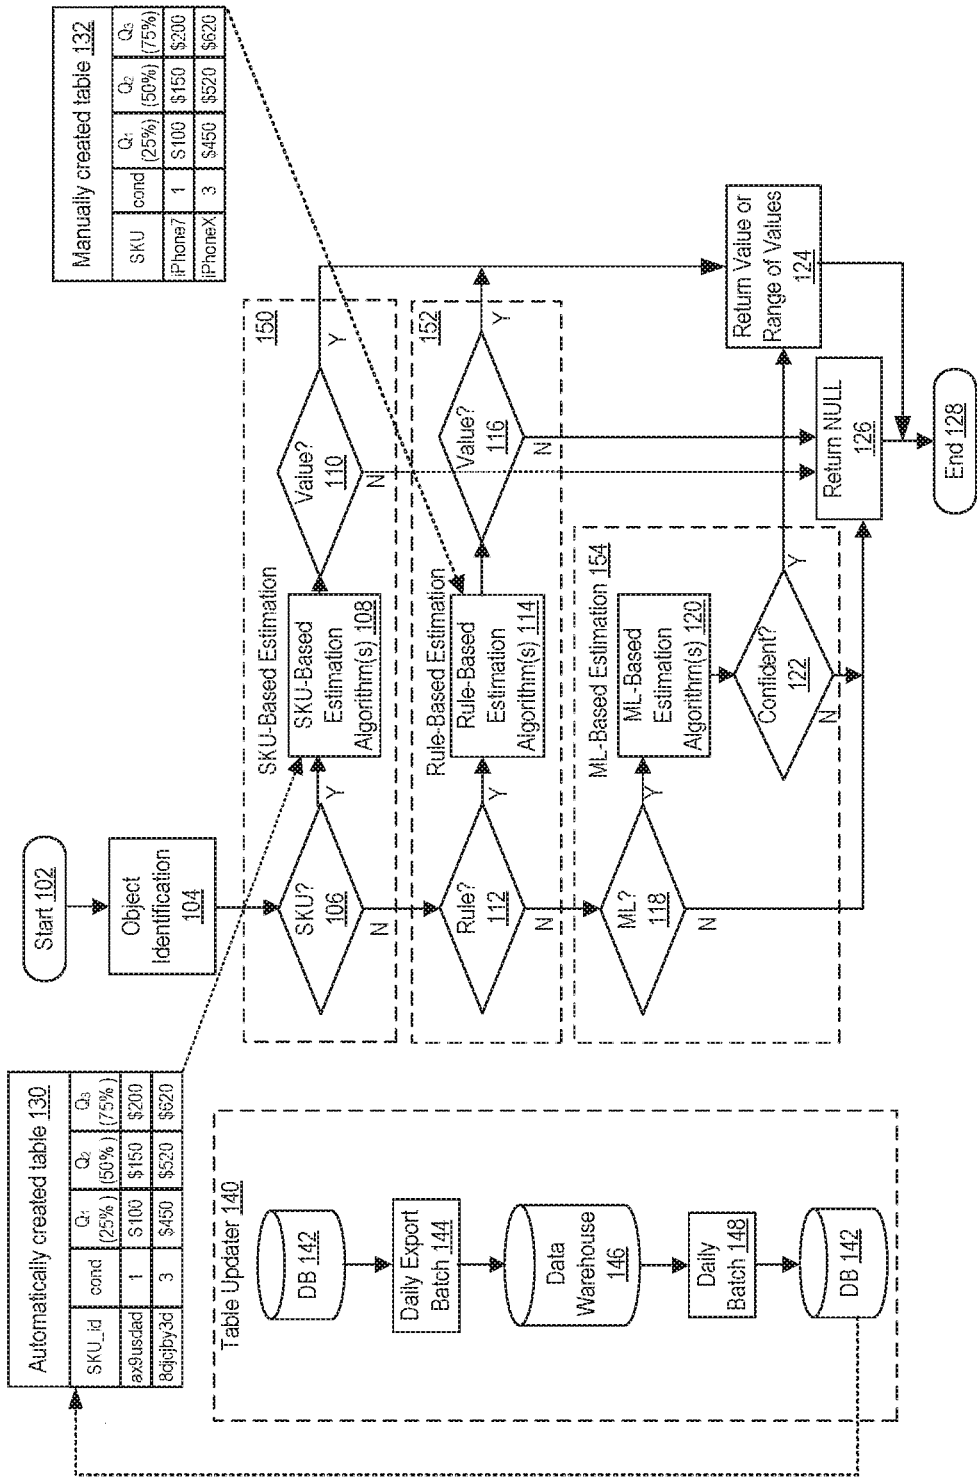 Automatically created table 130
SKU_id cond Q₁ (25%) Q₂ (50%) Q₃ (75%)
ax9usdad 1 $100 $150 $200
8djcjby3d 3 $450 $520 $620
Manually created table 132
SKU cond Q₁ (25%) Q₂ (50%) Q₃ (75%)
iPhone7 1 $100 $150 $200
iPhoneX 3 $450 $520 $620
Start 102
Object
Identification
104
SKU-Based Estimation
150
SKU?
106
Y
N
SKU-Based
Estimation
Algorithm(s) 108
Value?
110
Y
N
Rule-Based Estimation
152
Rule?
112
Y
N
Rule-Based
Estimation
Algorithm(s) 114
Value?
116
Y
N
ML-Based Estimation 154
ML?
118
Y
N
ML-Based
Estimation
Algorithm(s) 120
Confident?
122
Y
N
Return Value or
Range of Values
124
Return NULL
126
End 128
Table Updater 140
DB 142
Daily Export
Batch 144
Data
Warehouse
146
Daily
Batch 148
DB 142